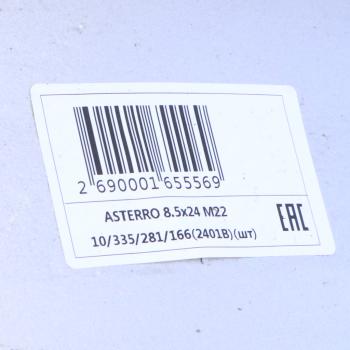 2 690001 655569
ASTERRO 8.5x24 M22
10/335/281/166(2401B)(шт)
EAC